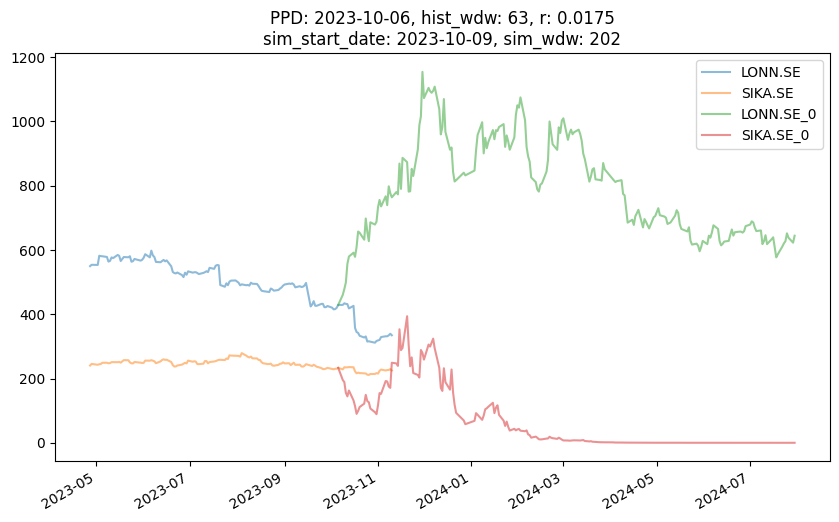 PPD: 2023-10-06, hist_wdw: 63, r: 0.0175
sim_start_date: 2023-10-09, sim_wdw: 202
1200
1000
800
600
400
200
0
LONN.SE
SIKA.SE
LONN.SE_0
SIKA.SE_0
2023-05
2023-07
2023-09
2023-11
2024-01
2024-03
2024-05
2024-07